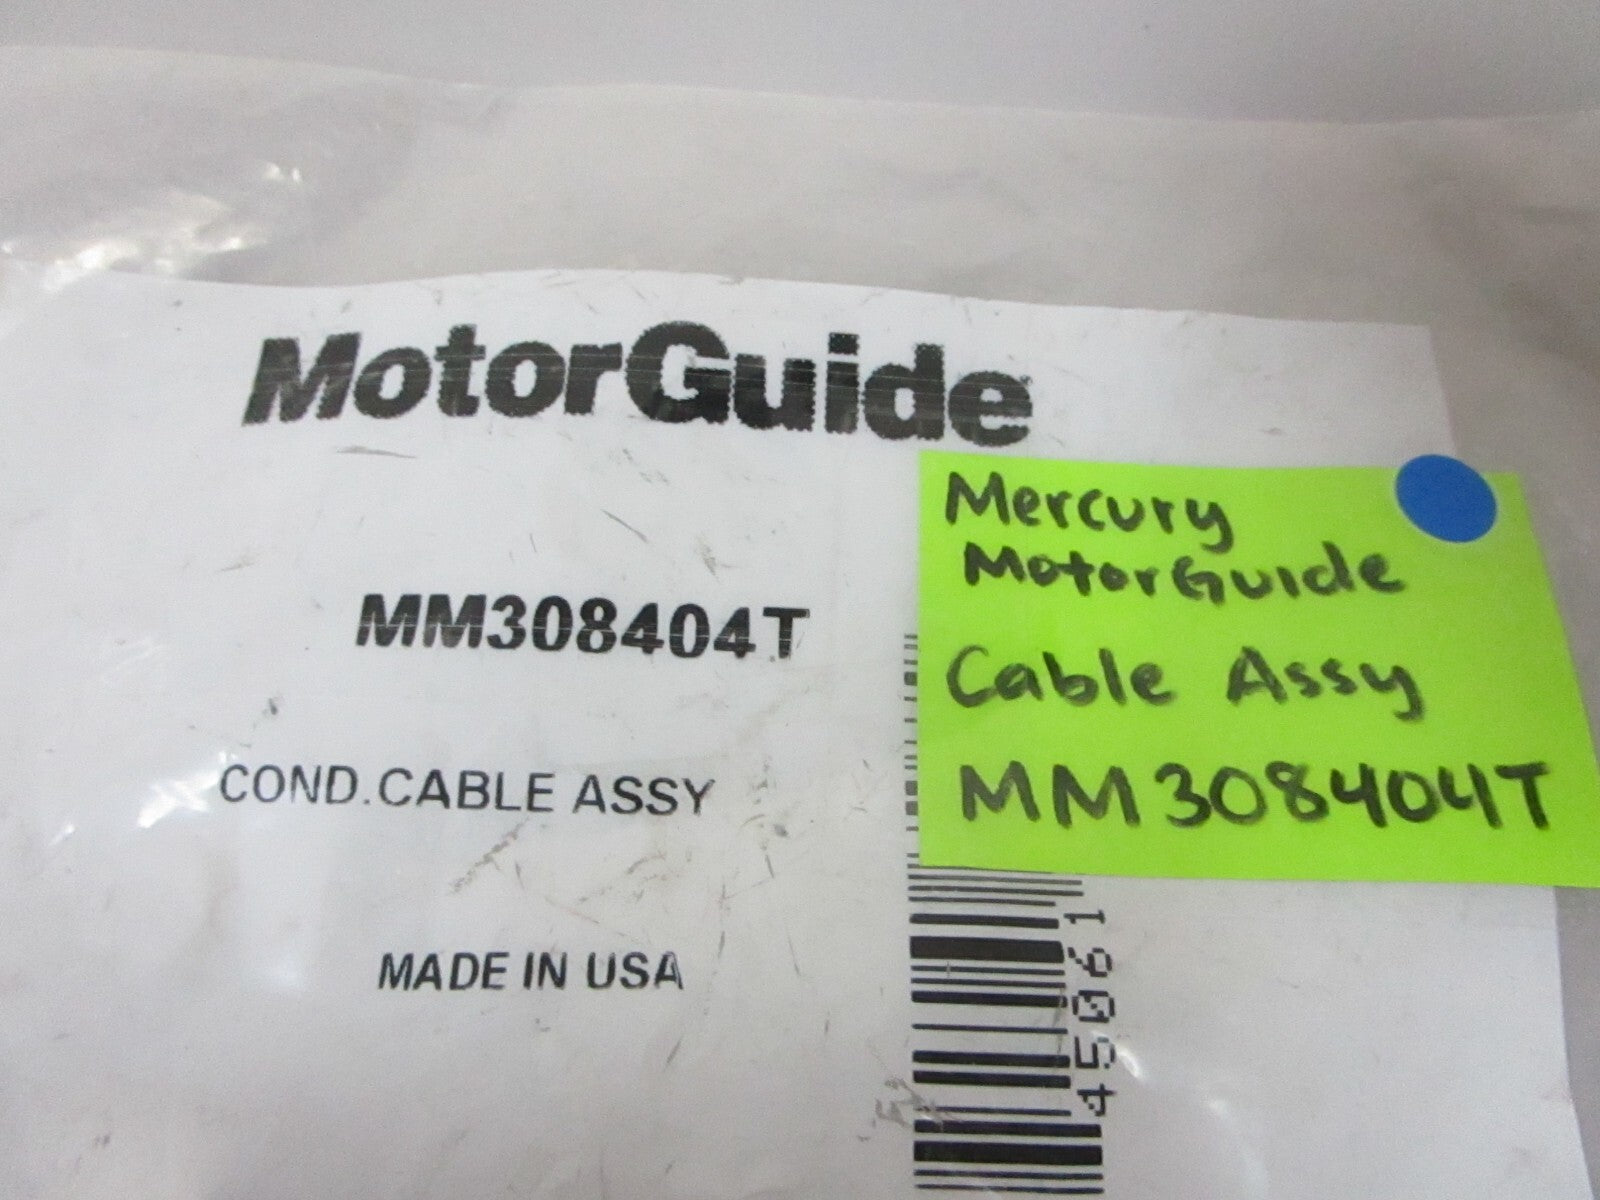 MotorGuide
MM308404T
COND.CABLE ASSY
MADE IN USA
Mercury
MotorGuide
Cable Assy
MM308404T
45061